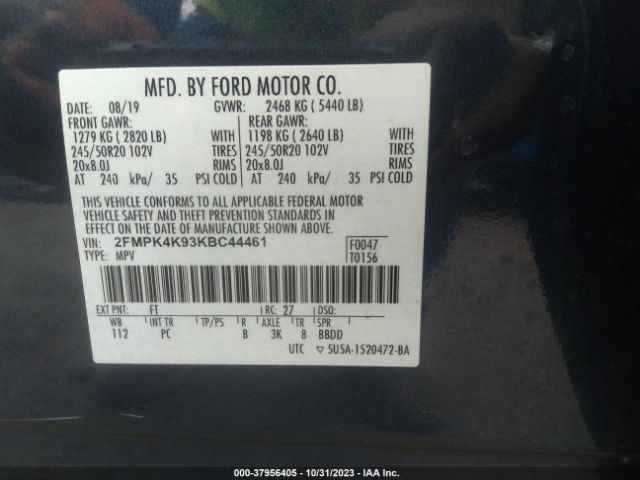 MFD. BY FORD MOTOR CO.
DATE: 08/19 GVWR: 2468 KG ( 5440 LB)
FRONT GAWR: REAR GAWR:
1279 KG ( 2820 LB) WITH 1198 KG ( 2640 LB) WITH
245/50R20 102V TIRES 245/50R20 102V TIRES
20x8.0J RIMS 20x8.0J RIMS
AT 240 kPa/ 35 PSI COLD AT 240 kPa/ 35 PSI COLD
THIS VEHICLE CONFORMS TO ALL APPLICABLE FEDERAL MOTOR
VEHICLE SAFETY AND THEFT PREVENTION STANDARDS IN
EFFECT ON THE DATE OF MANUFACTURE SHOWN ABOVE.
VIN: 2FMPK4K93KBC44461 F0047
TYPE: MPV T0156
EXT PNT: FT RC: 27 DSO:
WB INT TR TP/PS R AXLE TR SPR
112 PC B 3K 8 BBDD
UTC ▽5U5A-1520472-BA
000-37956405 - 10/31/2023 - IAA Inc.